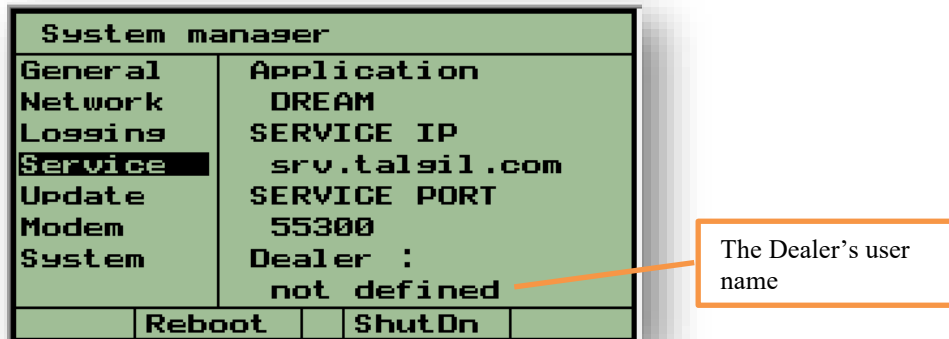 System manager
General
Network
Logging
Service
Update
Modem
System
Application
DREAM
SERVICE IP
srv.talgil.com
SERVICE PORT
55300
Dealer :
not defined
Reboot
ShutDn
The Dealer's user
name